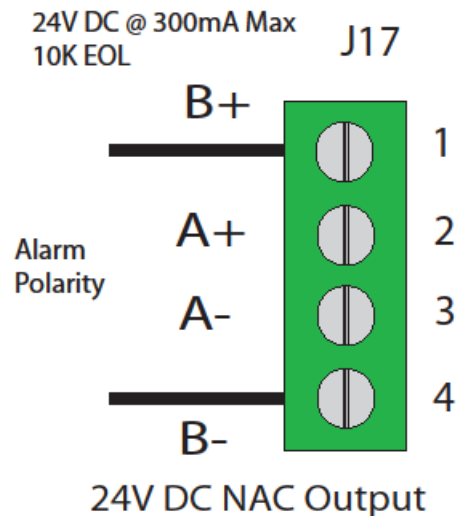 24V DC @ 300mA Max
10K EOL
J17
B+
1
A+
2
Alarm
Polarity
A-
3
4
B-
24V DC NAC Output